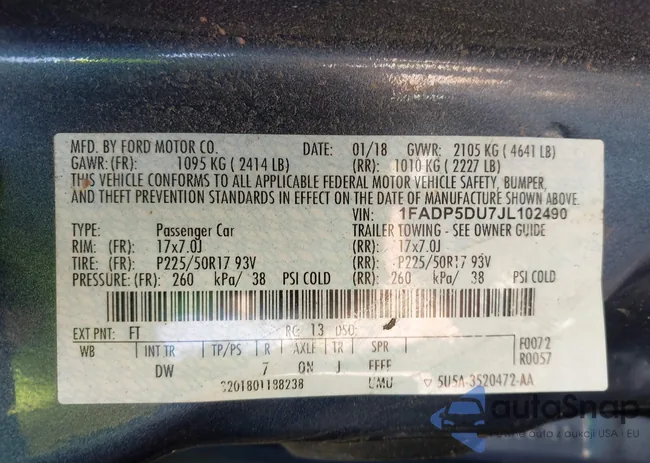 MFD. BY FORD MOTOR CO. DATE: 01/18 GVWR: 2105 KG ( 4641 LB)
GAWR: (FR): 1095 KG ( 2414 LB) (RR): 1010 KG ( 2227 LB)
THIS VEHICLE CONFORMS TO ALL APPLICABLE FEDERAL MOTOR VEHICLE SAFETY, BUMPER,
AND THEFT PREVENTION STANDARDS IN EFFECT ON THE DATE OF MANUFACTURE SHOWN ABOVE.
VIN: 1FADP5DU7JL102490
TYPE: Passenger Car TRAILER TOWING - SEE OWNER GUIDE
RIM: (FR): 17x7.0J (RR): 17x7.0J
TIRE: (FR): P225/50R17 93V (RR): P225/50R17 93V
PRESSURE: (FR): 260 kPa/ 38 PSI COLD (RR): 260 kPa/ 38 PSI COLD
EXT PNT: FT RC: 13 DSO:
WB INT TR TP/PS R AXLE TR SPR F0072
R0057
DW 7 QN J FFFF
S201801198238 UMU ▽ 5U5A-3520472-AA
autoSnap